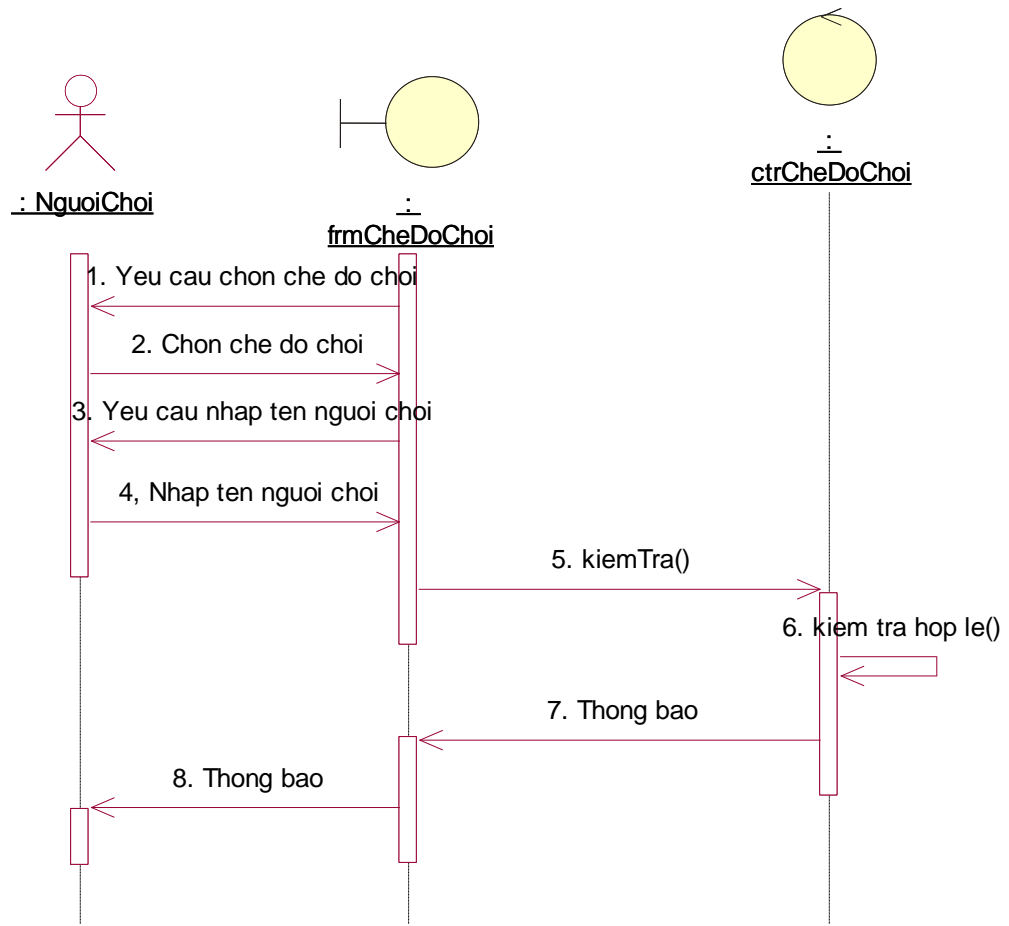 :
ctrCheDoChoi
: NguoiChoi
:
frmCheDoChoi
1. Yeu cau chon che do choi
2. Chon che do choi
3. Yeu cau nhap ten nguoi choi
4, Nhap ten nguoi choi
5. kiemTra()
6. kiem tra hop le()
7. Thong bao
8. Thong bao